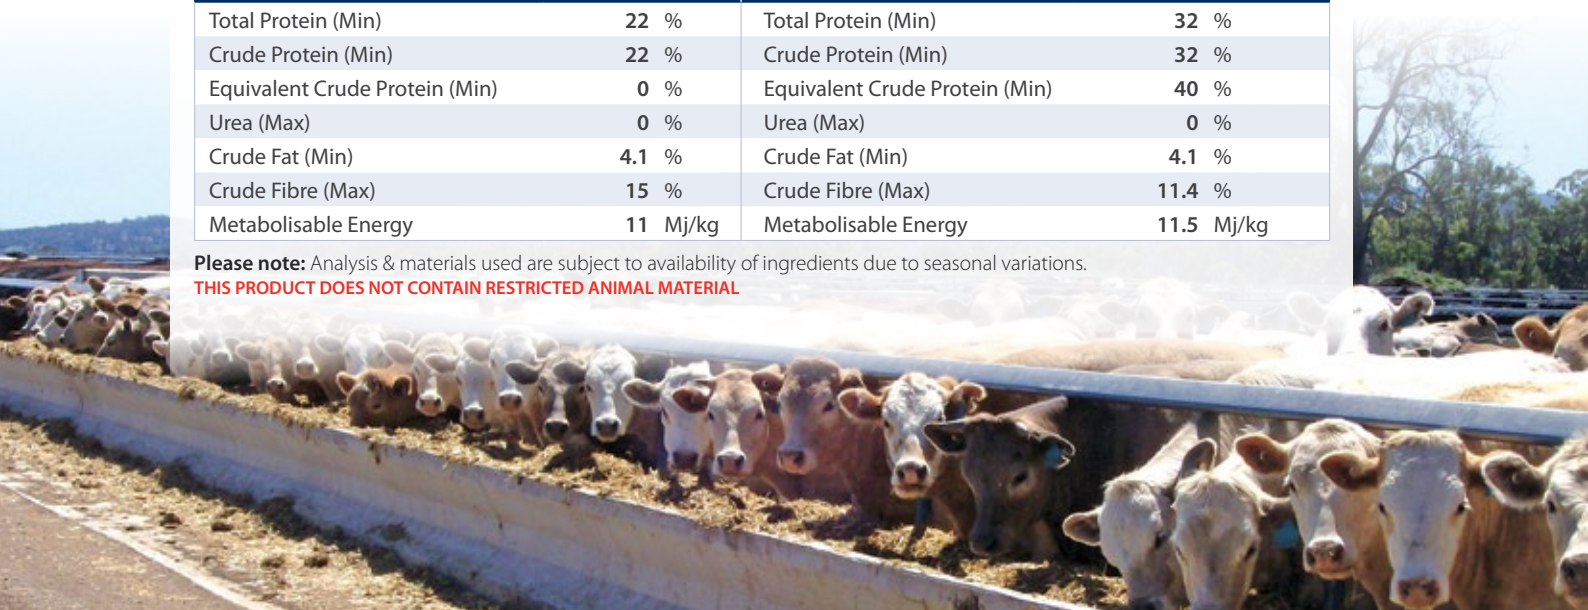 Total Protein (Min) 22 % Total Protein (Min) 32 %
Crude Protein (Min) 22 % Crude Protein (Min) 32 %
Equivalent Crude Protein (Min) 0 % Equivalent Crude Protein (Min) 40 %
Urea (Max) 0 % Urea (Max) 0 %
Crude Fat (Min) 4.1 % Crude Fat (Min) 4.1 %
Crude Fibre (Max) 15 % Crude Fibre (Max) 11.4 %
Metabolisable Energy 11 Mj/kg Metabolisable Energy 11.5 Mj/kg
Please note: Analysis & materials used are subject to availability of ingredients due to seasonal variations.
THIS PRODUCT DOES NOT CONTAIN RESTRICTED ANIMAL MATERIAL